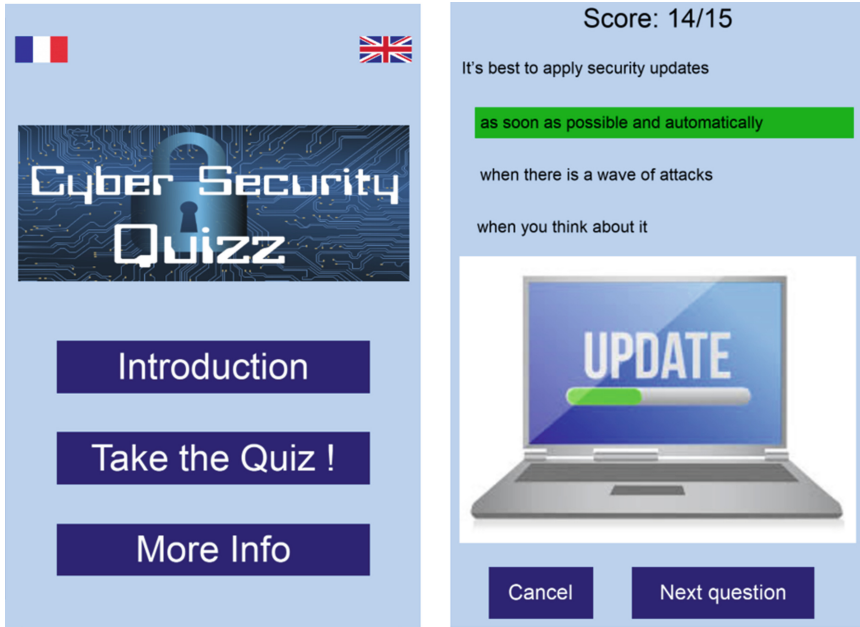 Cyber Security
Quizz
Introduction
Take the Quiz !
More Info
Score: 14/15
It's best to apply security updates
as soon as possible and automatically
when there is a wave of attacks
when you think about it
UPDATE
Cancel
Next question